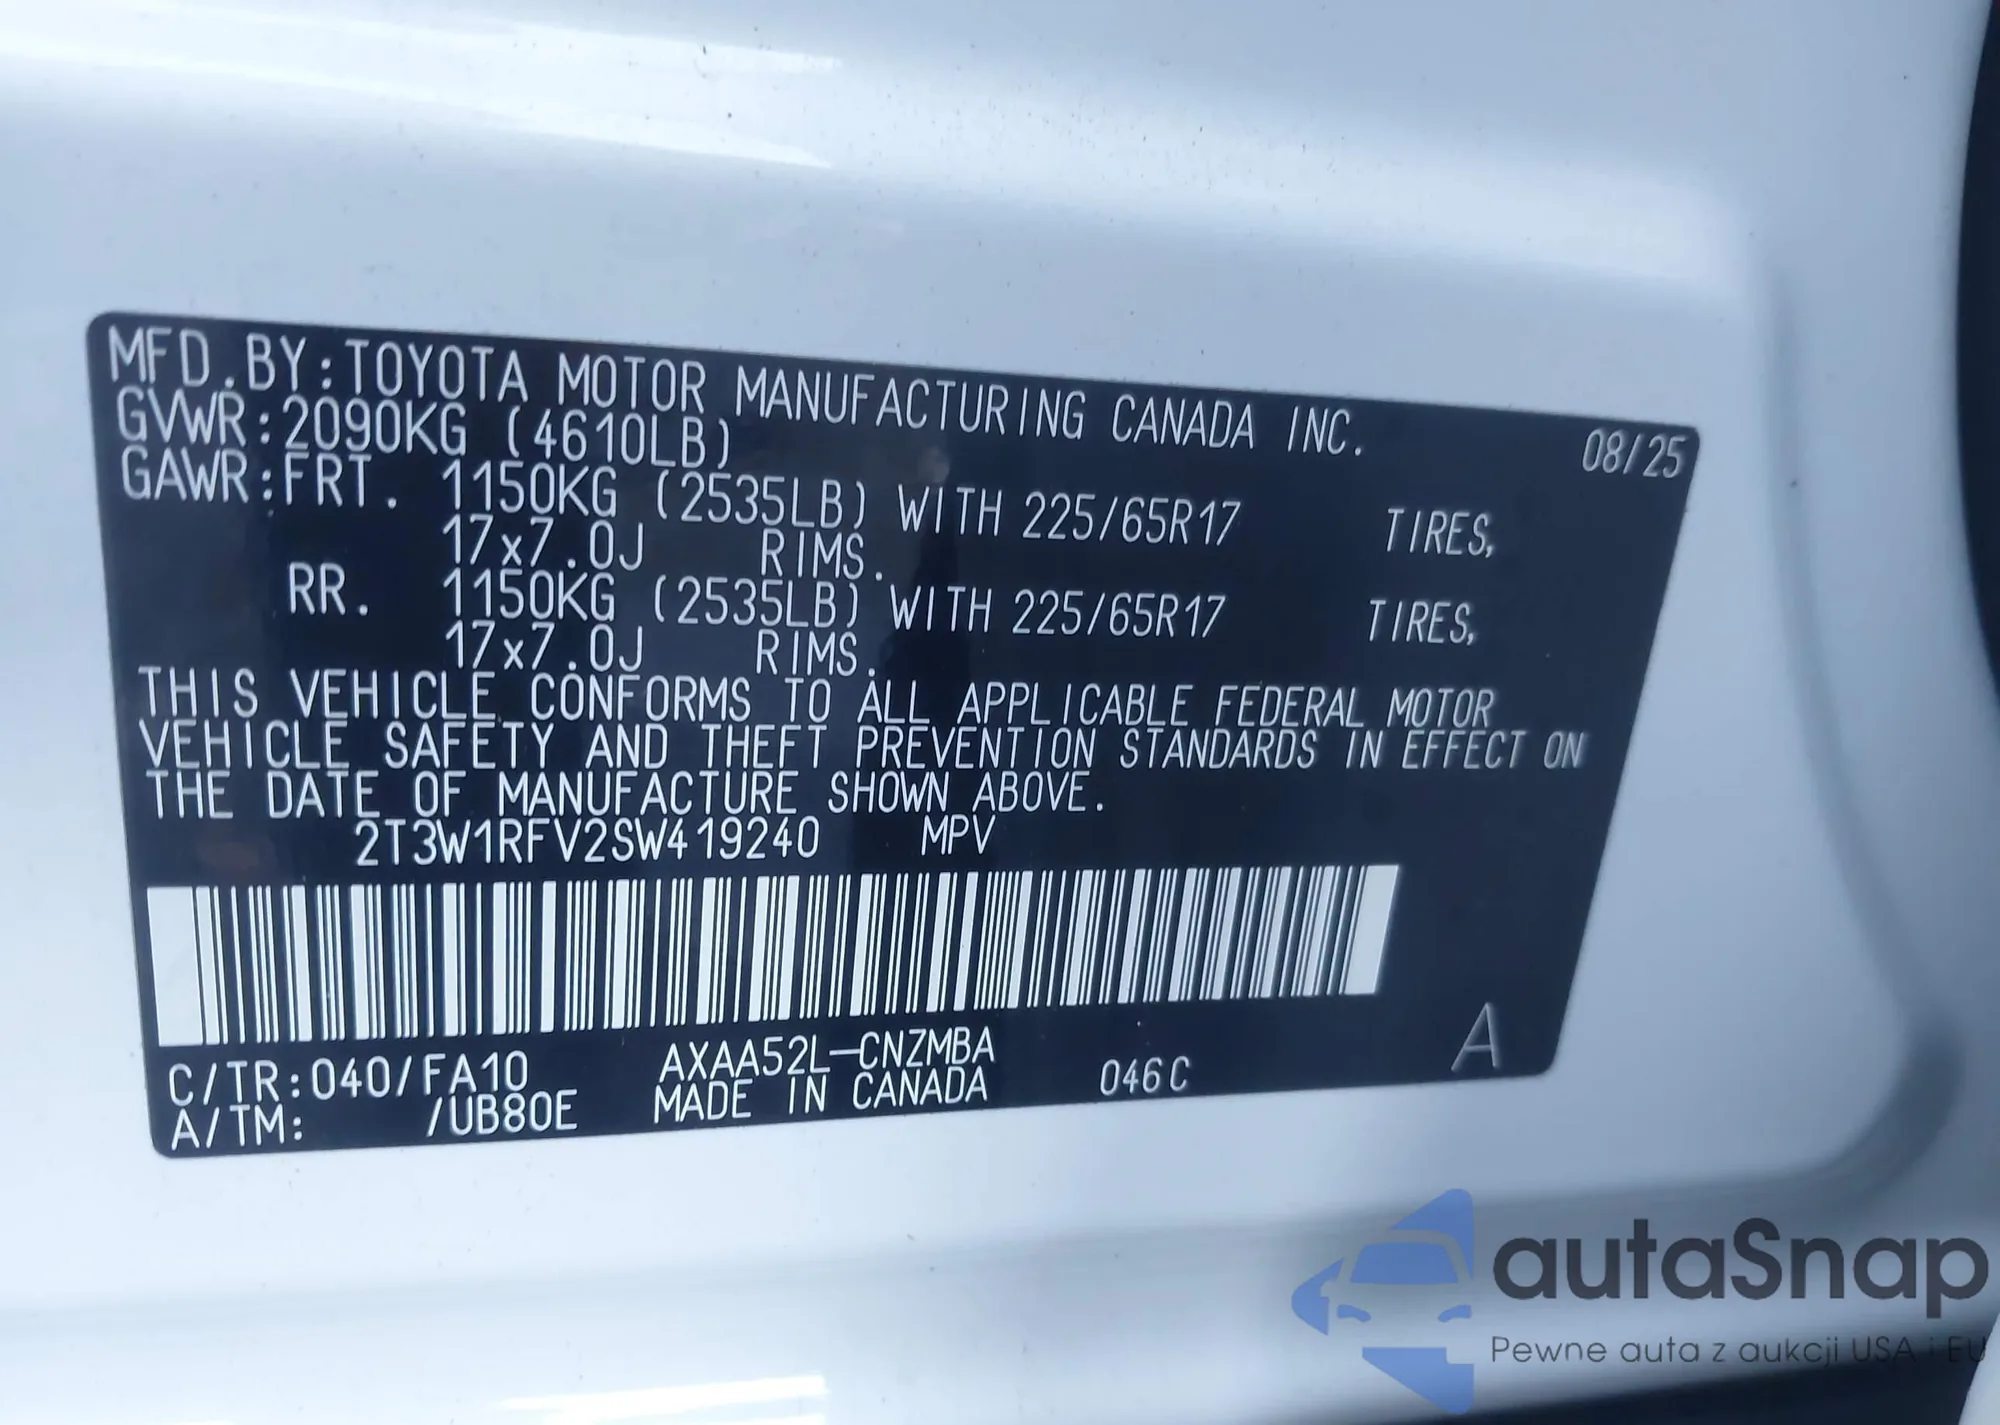 MFD.BY:TOYOTA MOTOR MANUFACTURING CANADA INC. 08/25
GVWR:2090KG (4610LB)
GAWR:FRT. 1150KG (2535LB) WITH 225/65R17 TIRES,
17x7.0J RIMS.
RR. 1150KG (2535LB) WITH 225/65R17 TIRES,
17x7.0J RIMS.
THIS VEHICLE CONFORMS TO ALL APPLICABLE FEDERAL MOTOR
VEHICLE SAFETY AND THEFT PREVENTION STANDARDS IN EFFECT ON
THE DATE OF MANUFACTURE SHOWN ABOVE.
2T3W1RFV2SW419240 MPV
C/TR:040/FA10 AXAA52L-CNZMBA 046C A
A/TM: /UB80E MADE IN CANADA
autaSnap
Pewne auta z aukcji USA i EU